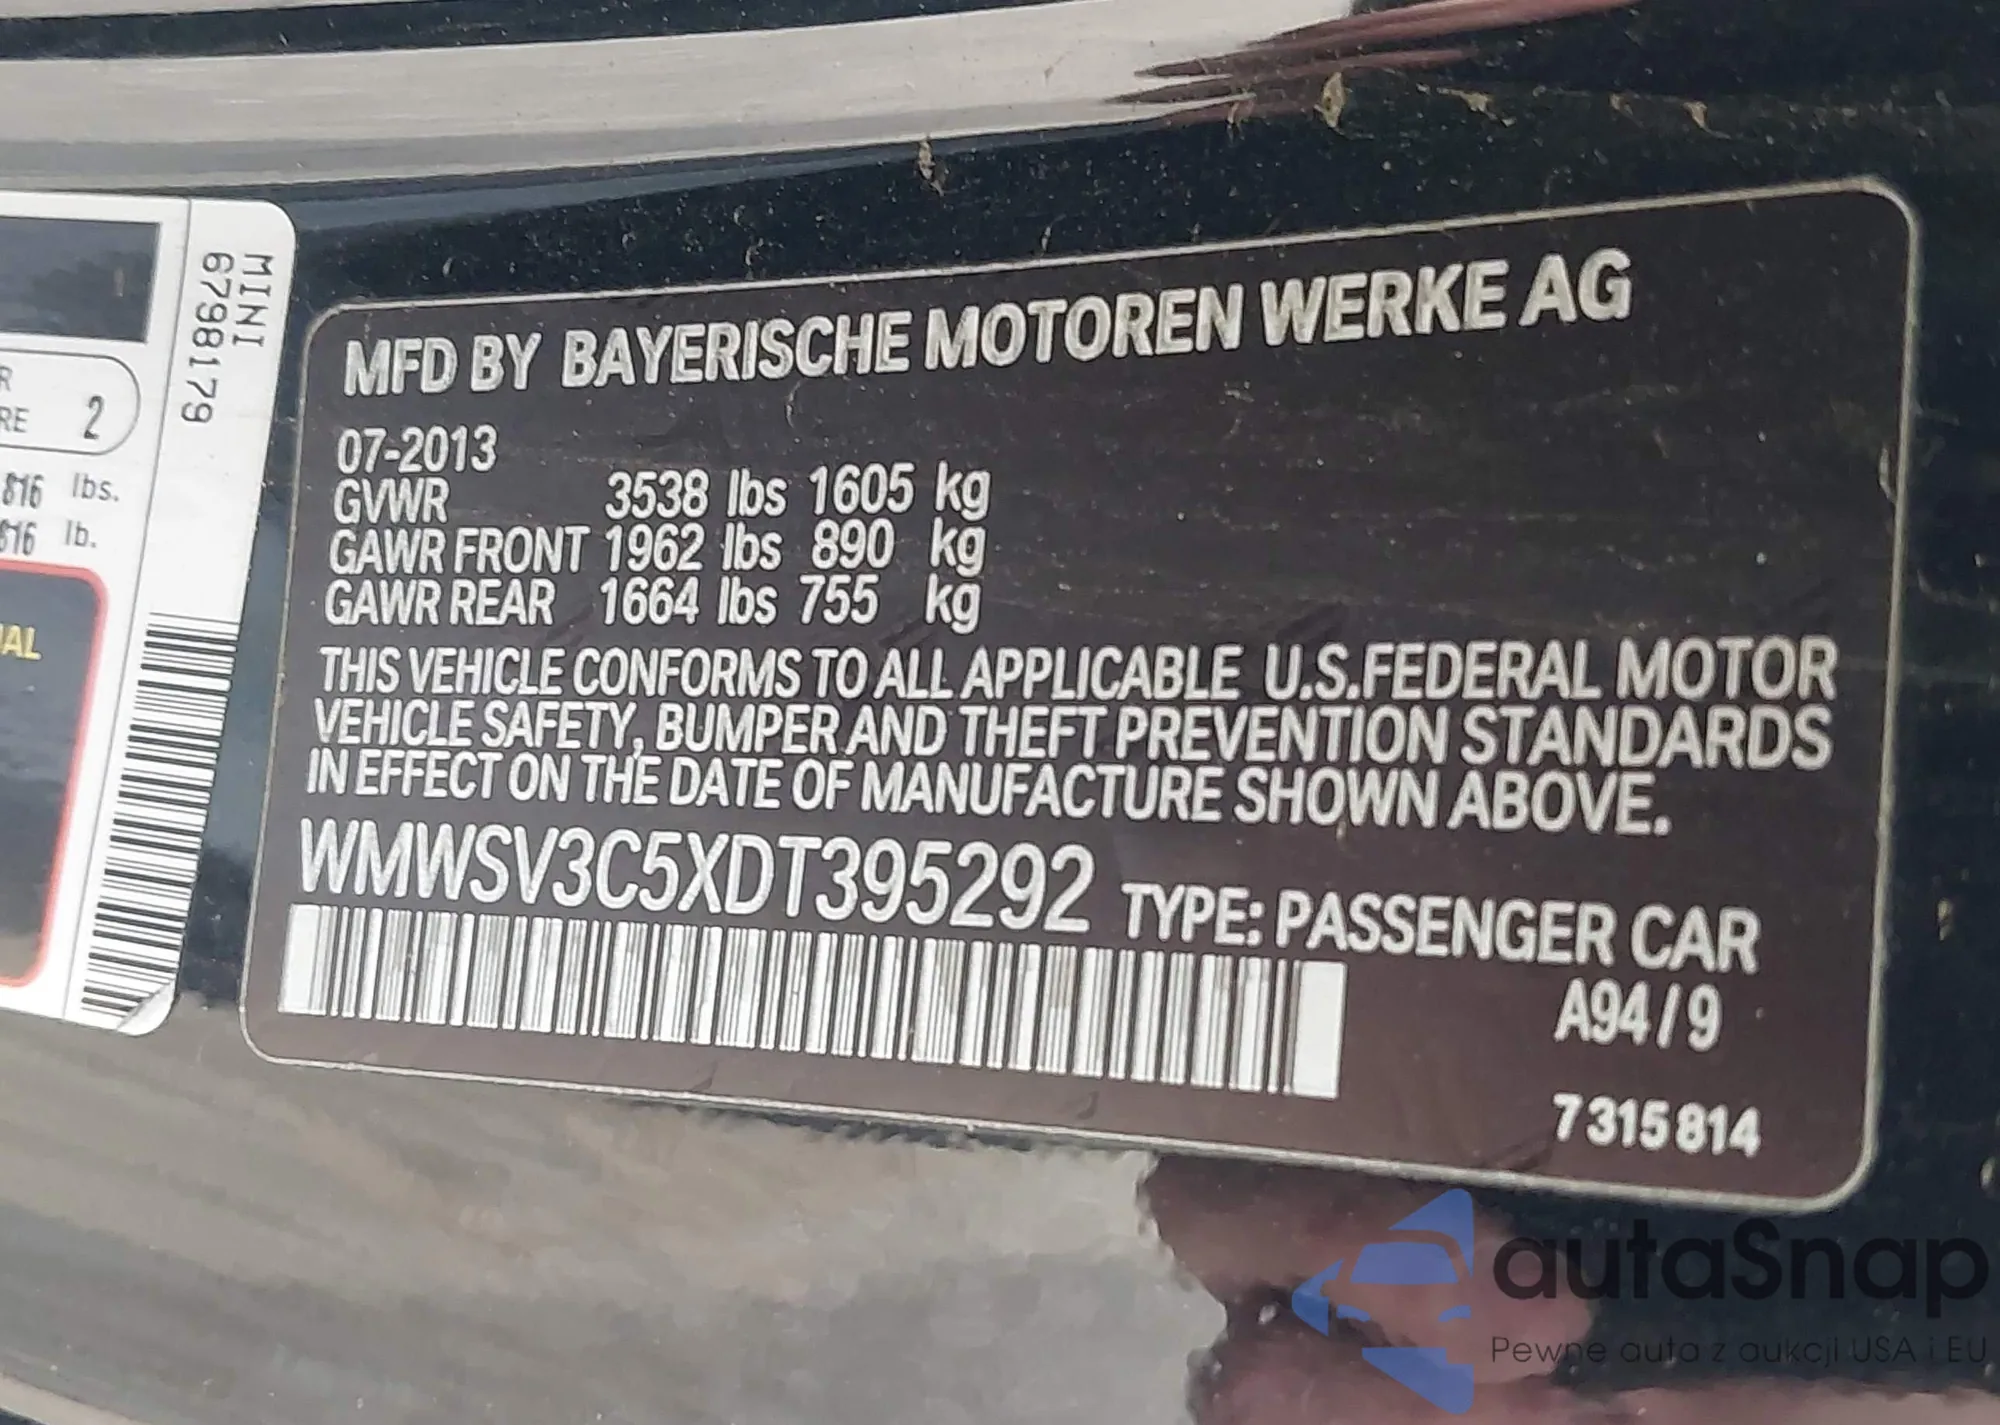 MINI
6798179
R
RE 2
816 lbs.
816 lb.
MFD BY BAYERISCHE MOTOREN WERKE AG
07-2013
GVWR 3538 lbs 1605 kg
GAWR FRONT 1962 lbs 890 kg
GAWR REAR 1664 lbs 755 kg
THIS VEHICLE CONFORMS TO ALL APPLICABLE U.S.FEDERAL MOTOR
VEHICLE SAFETY, BUMPER AND THEFT PREVENTION STANDARDS
IN EFFECT ON THE DATE OF MANUFACTURE SHOWN ABOVE.
WMWSV3C5XDT395292 TYPE: PASSENGER CAR
A94/9
7315814
autaSnap
Pewne auta z aukcji USA i EU